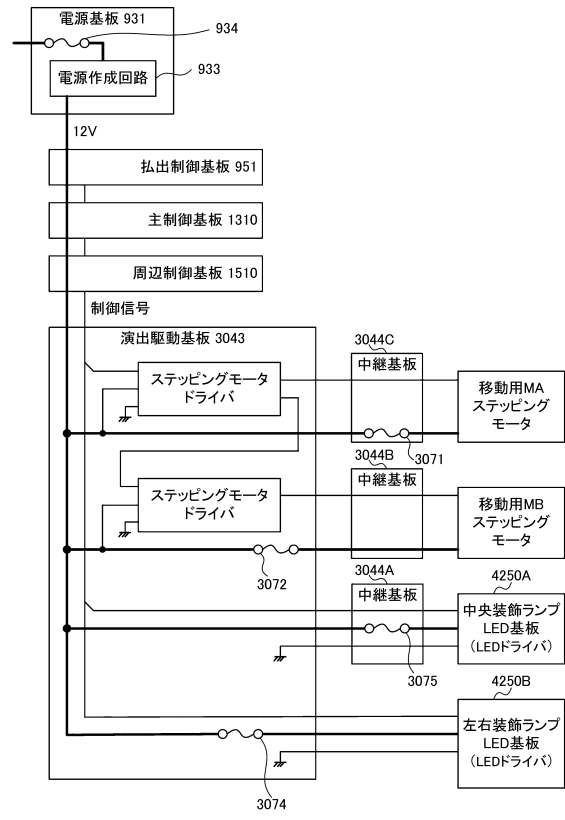 電源基板 931
934
電源作成回路
933
12V
払出制御基板 951
主制御基板 1310
周辺制御基板 1510
制御信号
演出駆動基板 3043
3044C
中継基板
ステッピングモータ
ドライバ
移動用MA
ステッピング
モータ
3071
3044B
中継基板
ステッピングモータ
ドライバ
移動用MB
ステッピング
モータ
3072
3044A
中継基板
4250A
中央装飾ランプ
LED基板
(LEDドライバ)
3075
4250B
左右装飾ランプ
LED基板
(LEDドライバ)
3074